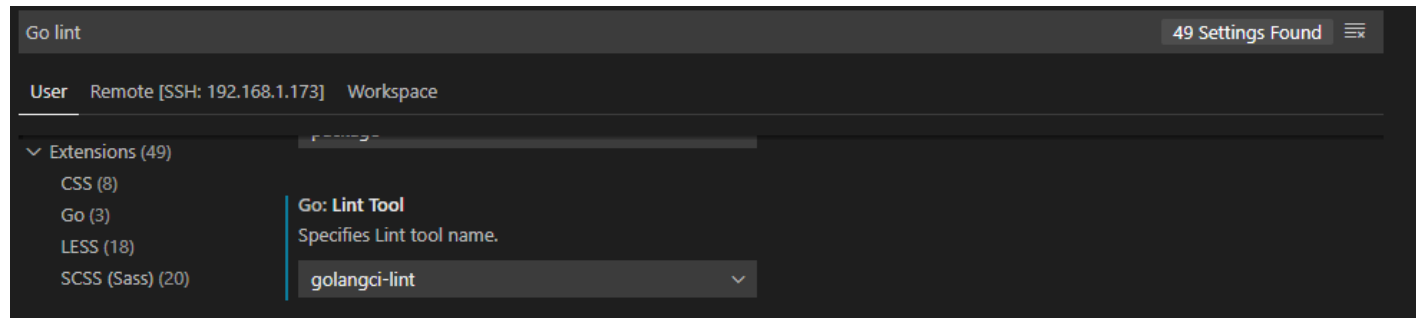 Go lint
49 Settings Found
User Remote [SSH: 192.168.1.173] Workspace
Extensions (49)
CSS (8)
Go (3)
LESS (18)
SCSS (Sass) (20)
Go: Lint Tool
Specifies Lint tool name.
golangci-lint